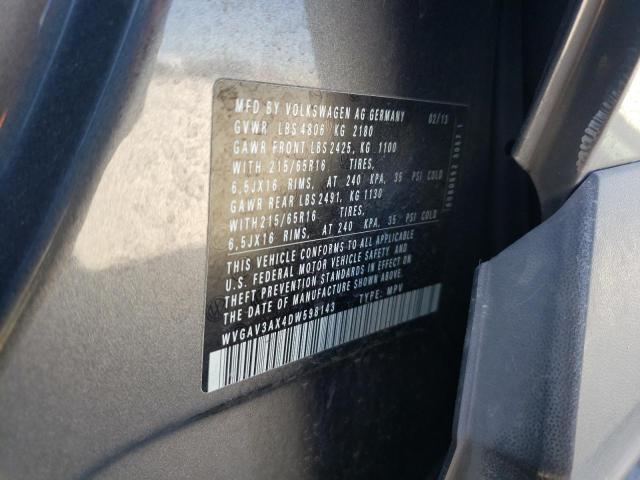 MFD BY VOLKSWAGEN AG GERMANY 02/13
GVWR LBS 4806 KG 2180
GAWR FRONT LBS 2425, KG 1100
WITH 215/65R16 TIRES,
6,5JX16 RIMS, AT 240 KPA, 35 PSI COLD
GAWR REAR LBS 2491, KG 1130
WITH 215/65R16 TIRES,
6,5JX16 RIMS, AT 240 KPA, 35 PSI COLD
THIS VEHICLE CONFORMS TO ALL APPLICABLE
U.S. FEDERAL MOTOR VEHICLE SAFETY AND
THEFT PREVENTION STANDARDS IN EFFECT ON
THE DATE OF MANUFACTURE SHOWN ABOVE
WVGAV3AX4DW598143 TYPE: MPV